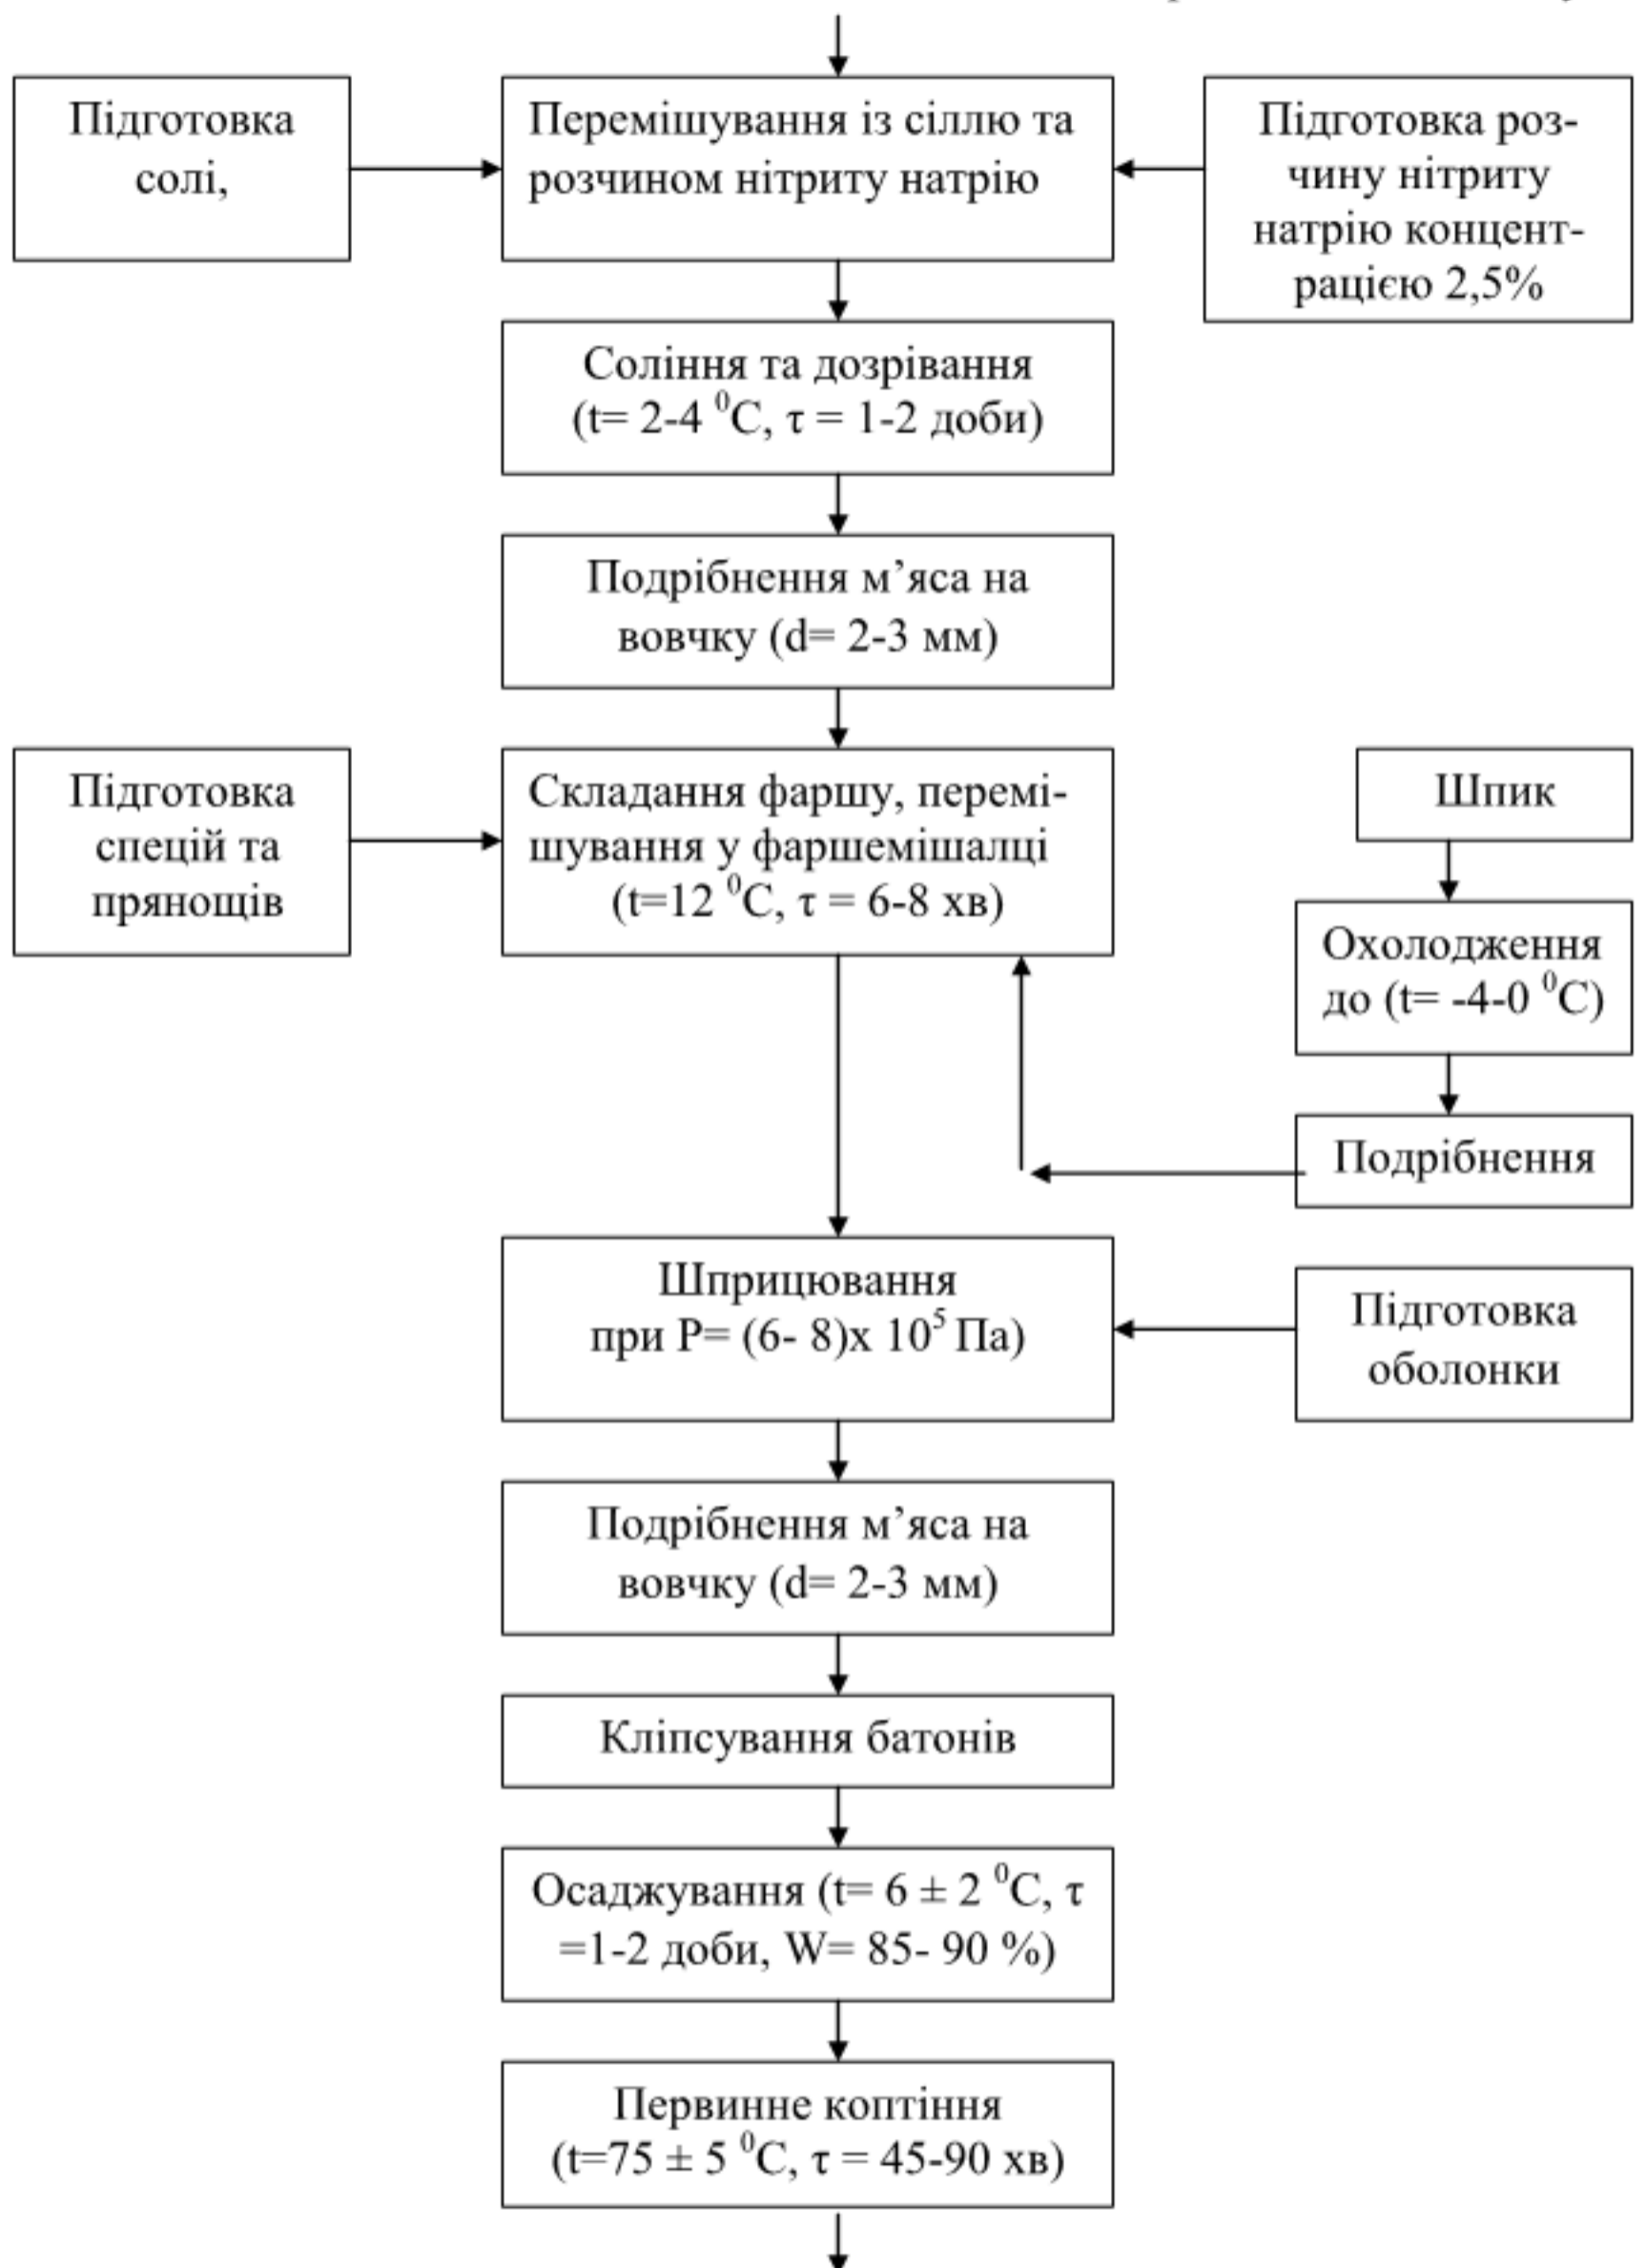 Підготовка
солі,
Перемішування із сіллю та
розчином нітриту натрію
Підготовка роз-
чину нітриту
натрію концент-
рацією 2,5%
Соління та дозрівання
(t= 2-4 ⁰C, τ = 1-2 доби)
Подрібнення м’яса на
вовчку (d= 2-3 мм)
Підготовка
спецій та
прянощів
Складання фаршу, перемі-
шування у фаршемішалці
(t=12 ⁰C, τ = 6-8 хв)
Шпик
Охолодження
до (t= -4-0 ⁰C)
Подрібнення
Шприцювання
при P= (6- 8)х 10⁵ Па)
Підготовка
оболонки
Подрібнення м’яса на
вовчку (d= 2-3 мм)
Кліпсування батонів
Осаджування (t= 6 ± 2 ⁰C, τ
=1-2 доби, W= 85- 90 %)
Первинне коптіння
(t=75 ± 5 ⁰C, τ = 45-90 хв)